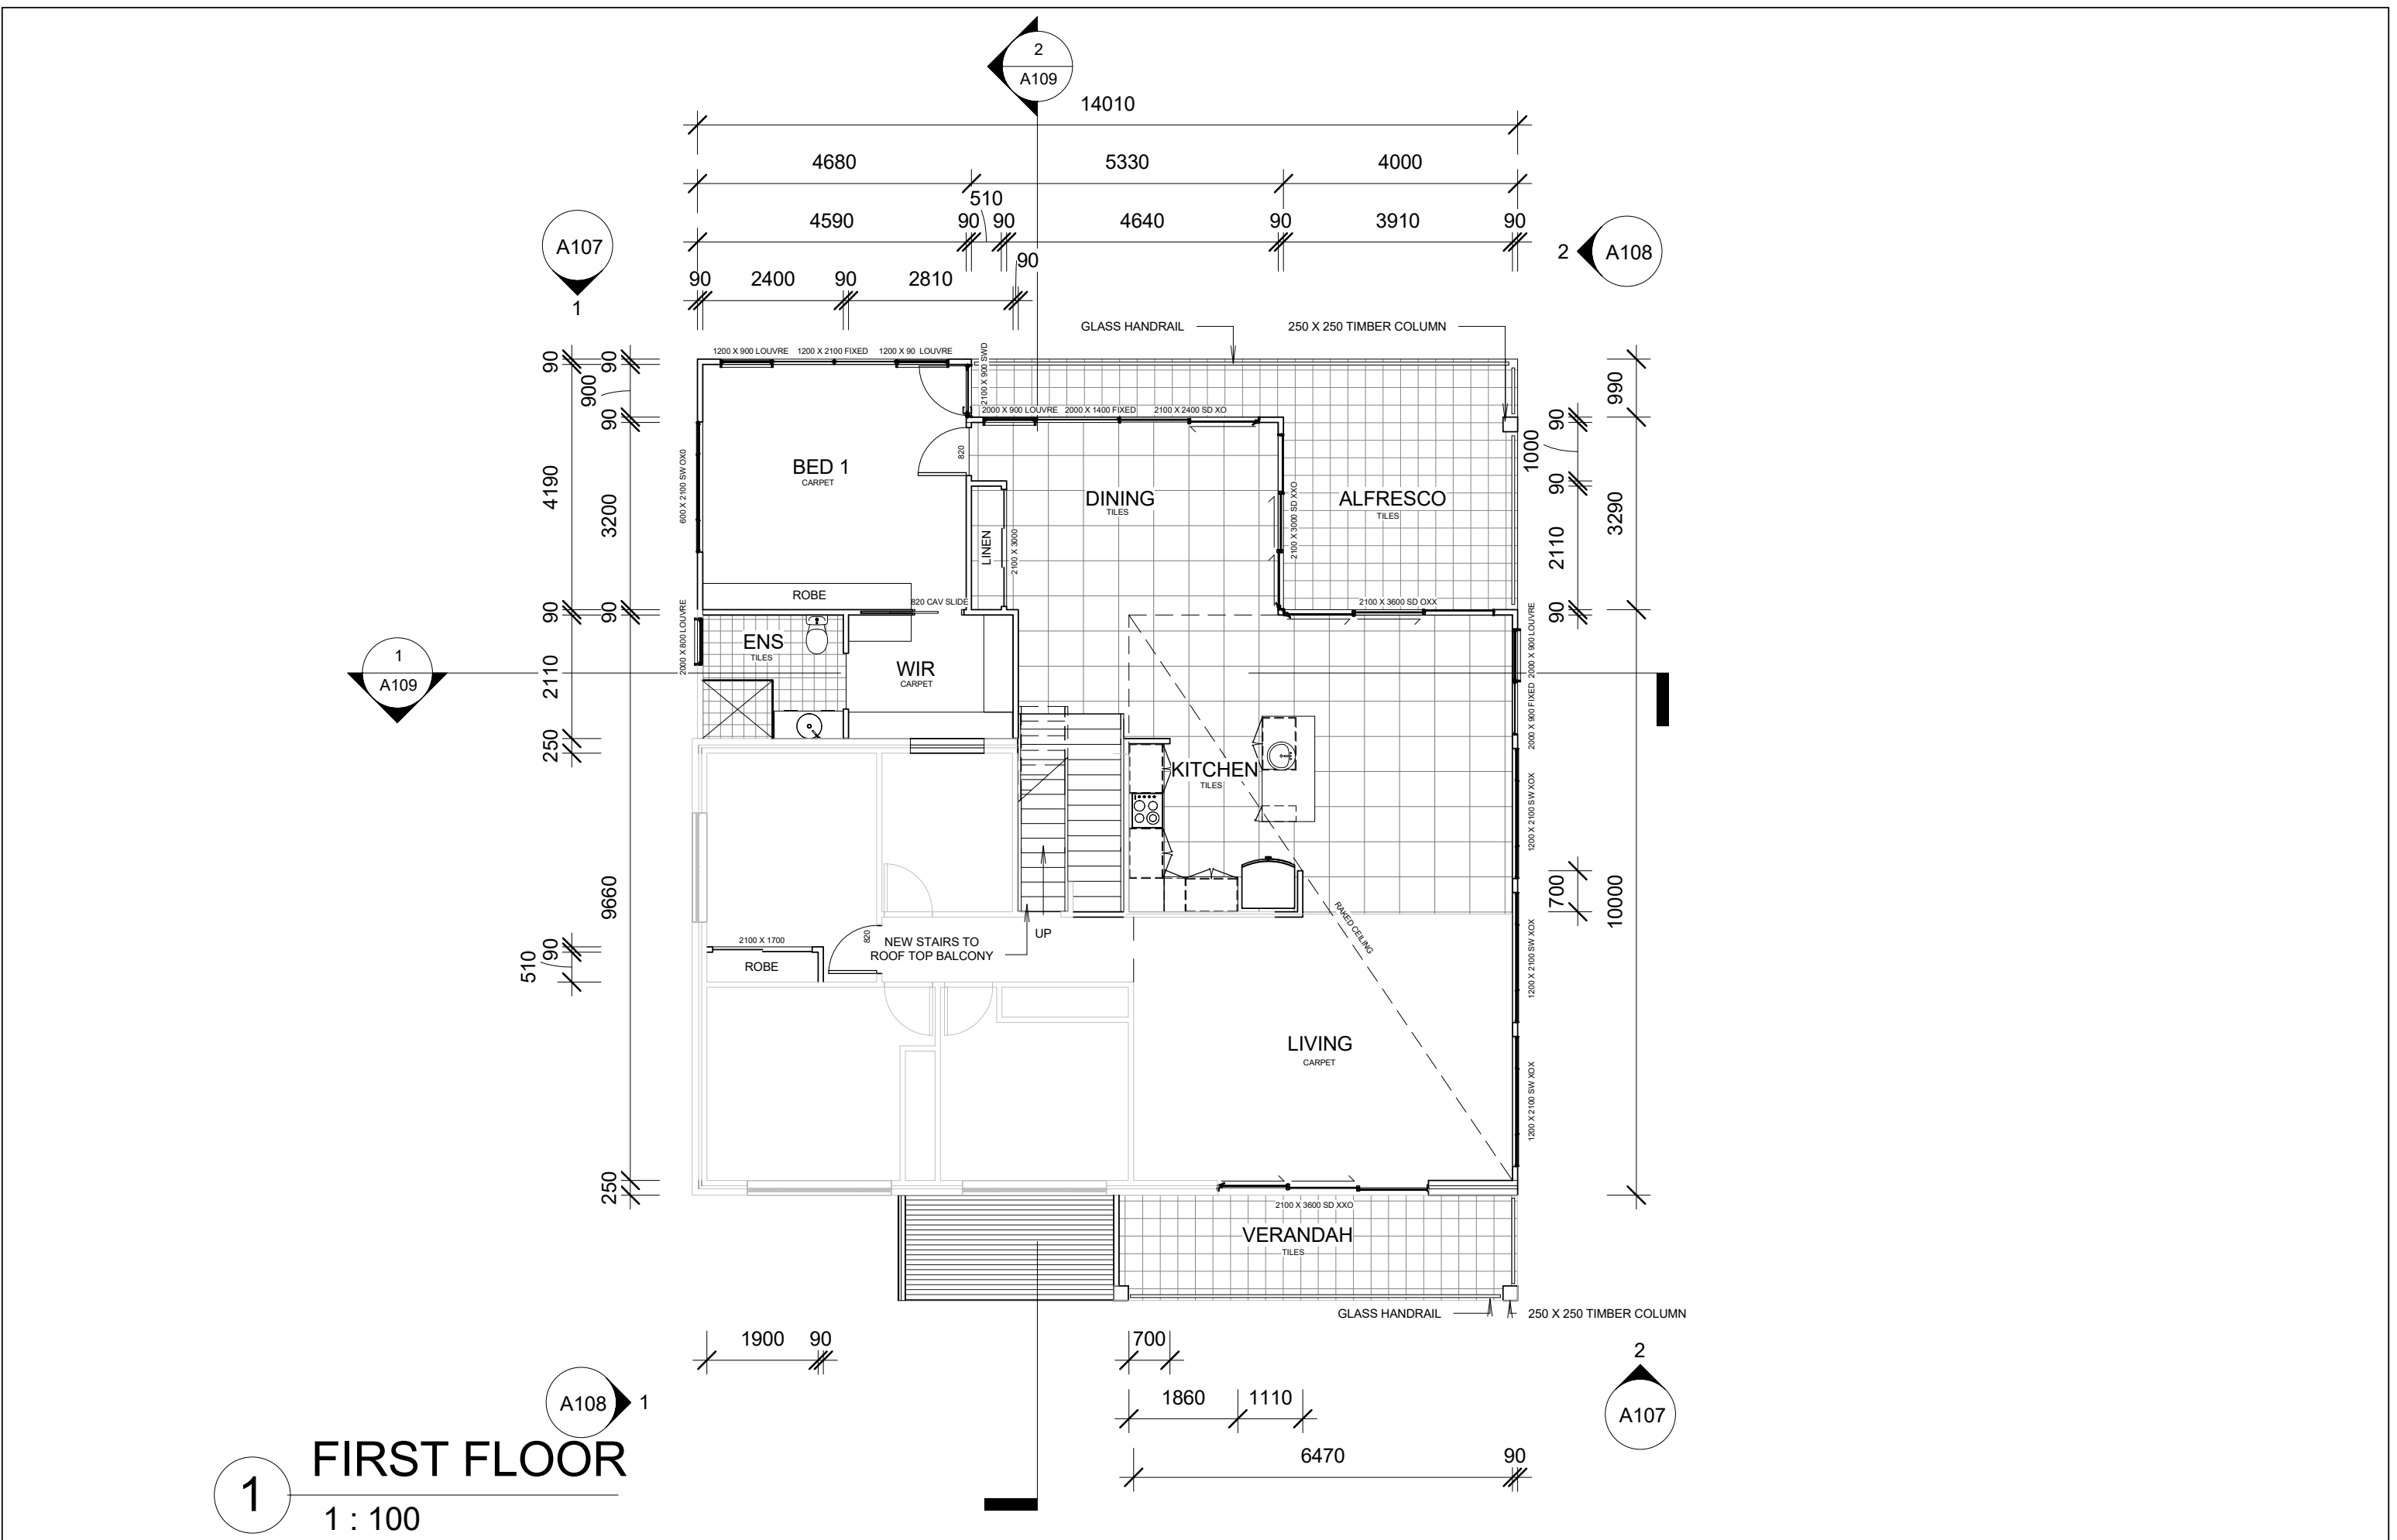 2
A109
14010
4680 5330 4000
510
4590 90 90 4640 90 3910 90
90
90 2400 90 2810
A107
1
2 A108
GLASS HANDRAIL 250 X 250 TIMBER COLUMN
1200 X 900 LOUVRE 1200 X 2100 FIXED 1200 X 90 LOUVRE
2100 X 900 SWD
2000 X 900 LOUVRE 2000 X 1400 FIXED 2100 X 2400 SD XO
90 4190 90 2110 250
900
90 90 3200 90
9660
250
990 3290 10000
90 1000 90 2110 90
700
600 X 2100 SW OX0
820
BED 1
CARPET
DINING
TILES
ALFRESCO
TILES
LINEN
2100 X 3000
2100 X 3000 SD XXO
ROBE
820 CAV SLIDE
2100 X 3600 SD OXX
2000 X 800 LOUVRE
ENS
TILES
WIR
CARPET
1
A109
2000 X 900 LOUVRE
2000 X 900 FIXED
1200 X 2100 SW XOX
1200 X 2100 SW XOX
1200 X 2100 SW XOX
KITCHEN
TILES
RAKED CEILING
UP
NEW STAIRS TO
ROOF TOP BALCONY
820
2100 X 1700
ROBE
90
510
LIVING
CARPET
2100 X 3600 SD XXO
VERANDAH
TILES
GLASS HANDRAIL 250 X 250 TIMBER COLUMN
1900 90 700
1860 1110
6470 90
A108 1
2
A107
1 FIRST FLOOR
1 : 100